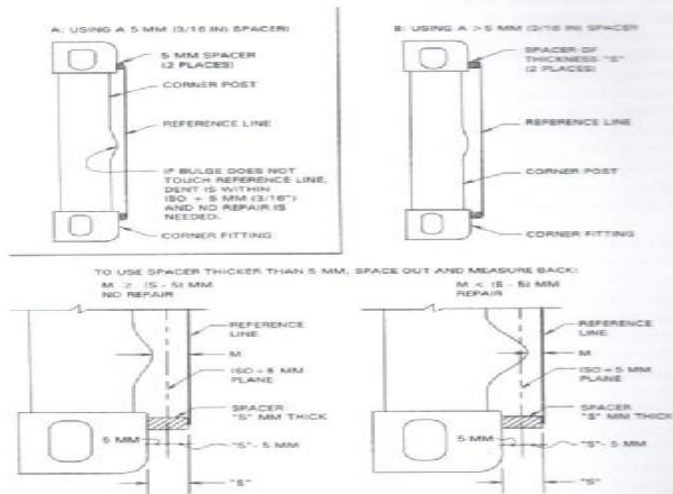 A: USING A 5 MM (3/16 IN) SPACER)
5 MM SPACER
(2 PLACES)
CORNER POST
REFERENCE LINE
IF BULGE DOES NOT
TOUCH REFERENCE LINE,
DENT IS WITHIN
ISO + 5 MM (3/16")
AND NO REPAIR IS
NEEDED.
CORNER FITTING
B: USING A > 5 MM (3/16 IN) SPACER
SPACER OF
THICKNESS "S"
(2 PLACES)
REFERENCE LINE
CORNER POST
CORNER FITTING
TO USE SPACER THICKER THAN 5 MM, SPACE OUT AND MEASURE BACK:
M ≥ (S - 5) MM
NO REPAIR
REFERENCE
LINE
M
ISO + 5 MM
PLANE
SPACER
"S" MM THICK
5 MM
"S"- 5 MM
"S"
M < (S - 5) MM
REPAIR
REFERENCE
LINE
M
ISO + 5 MM
PLANE
SPACER
"S" MM THICK
5 MM
"S"- 5 MM
"S"